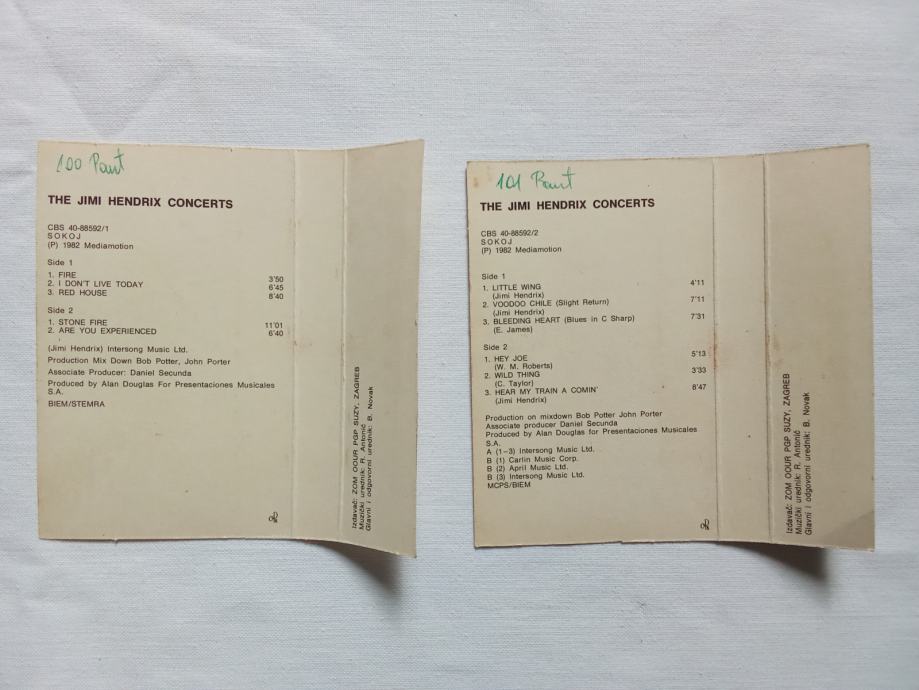 100 Paut
THE JIMI HENDRIX CONCERTS
CBS 40-88592/1
SOKOJ
(P) 1982 Mediamotion
Side 1
1. FIRE 3'50
2. I DON'T LIVE TODAY 6'45
3. RED HOUSE 8'40
Side 2
1. STONE FIRE 11'01
2. ARE YOU EXPERIENCED 6'40
(Jimi Hendrix) Intersong Music Ltd.
Production Mix Down Bob Potter, John Porter
Associate Producer: Daniel Secunda
Produced by Alan Douglas For Presentaciones Musicales
S.A.
BIEM/STEMRA
Izdavač: ZOM OOUR PGP SUZY, ZAGREB
Muzički urednik: R. Antonić
Glavni i odgovorni urednik: B. Novak
101 Paut
THE JIMI HENDRIX CONCERTS
CBS 40-88592/2
SOKOJ
(P) 1982 Mediamotion
Side 1
1. LITTLE WING 4'11
(Jimi Hendrix)
2. VOODOO CHILE (Slight Return) 7'11
(Jimi Hendrix)
3. BLEEDING HEART (Blues in C Sharp) 7'31
(E. James)
Side 2
1. HEY JOE 5'13
(W. M. Roberts)
2. WILD THING 3'33
(C. Taylor)
3. HEAR MY TRAIN A COMIN' 8'47
(Jimi Hendrix)
Production on mixdown Bob Potter John Porter
Associate producer Daniel Secunda
Produced by Alan Douglas for Presentaciones Musicales
S.A.
A (1–3) Intersong Music Ltd.
B (1) Carlin Music Corp.
B (2) April Music Ltd.
B (3) Intersong Music Ltd.
MCPS/BIEM
Izdavač: ZOM OOUR PGP SUZY, ZAGREB
Muzički urednik: R. Antonić
Glavni i odgovorni urednik: B. Novak